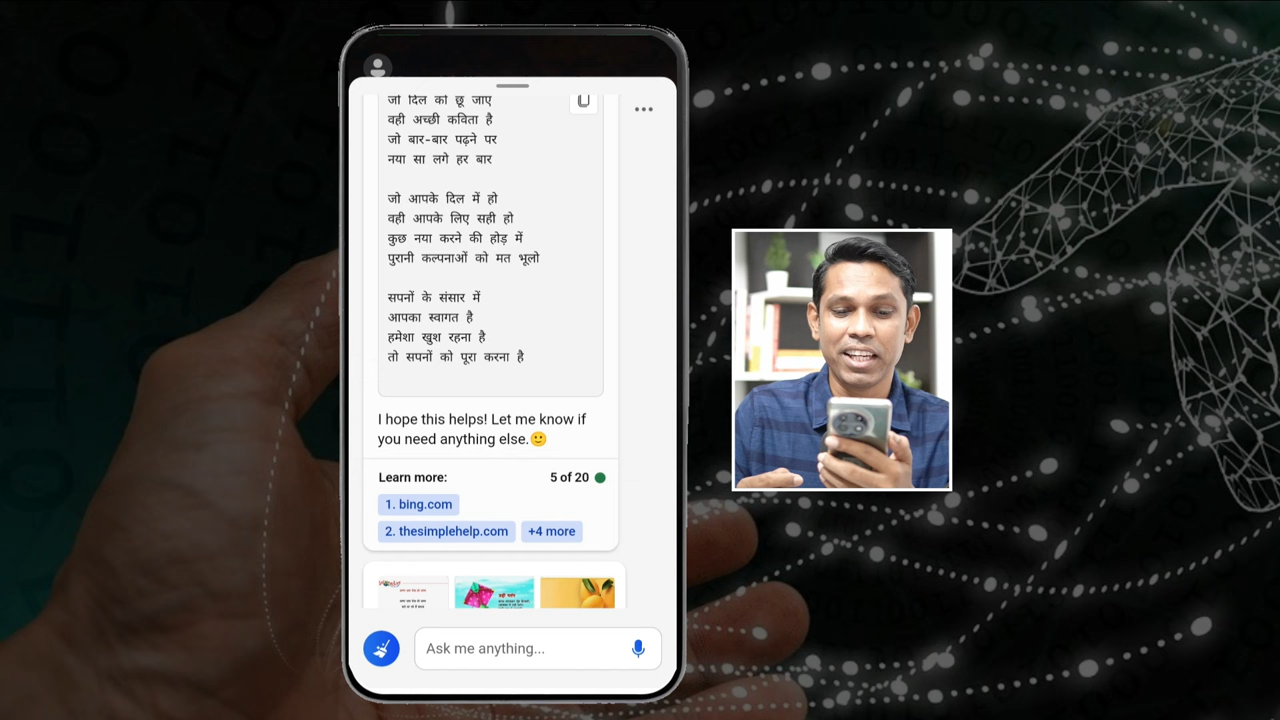 जो दिल को छू जाए
वही अच्छी कविता है
जो बार-बार पढ़ने पर
नया सा लगे हर बार
जो आपके दिल में हो
वही आपके लिए सही हो
कुछ नया करने की होड़ में
पुरानी कल्पनाओं को मत भूलो
सपनों के संसार में
आपका स्वागत है
हमेशा खुश रहना है
तो सपनों को पूरा करना है
I hope this helps! Let me know if
you need anything else.🙂
Learn more:
5 of 20
1. bing.com
2. thesimplehelp.com
+4 more
Ask me anything...